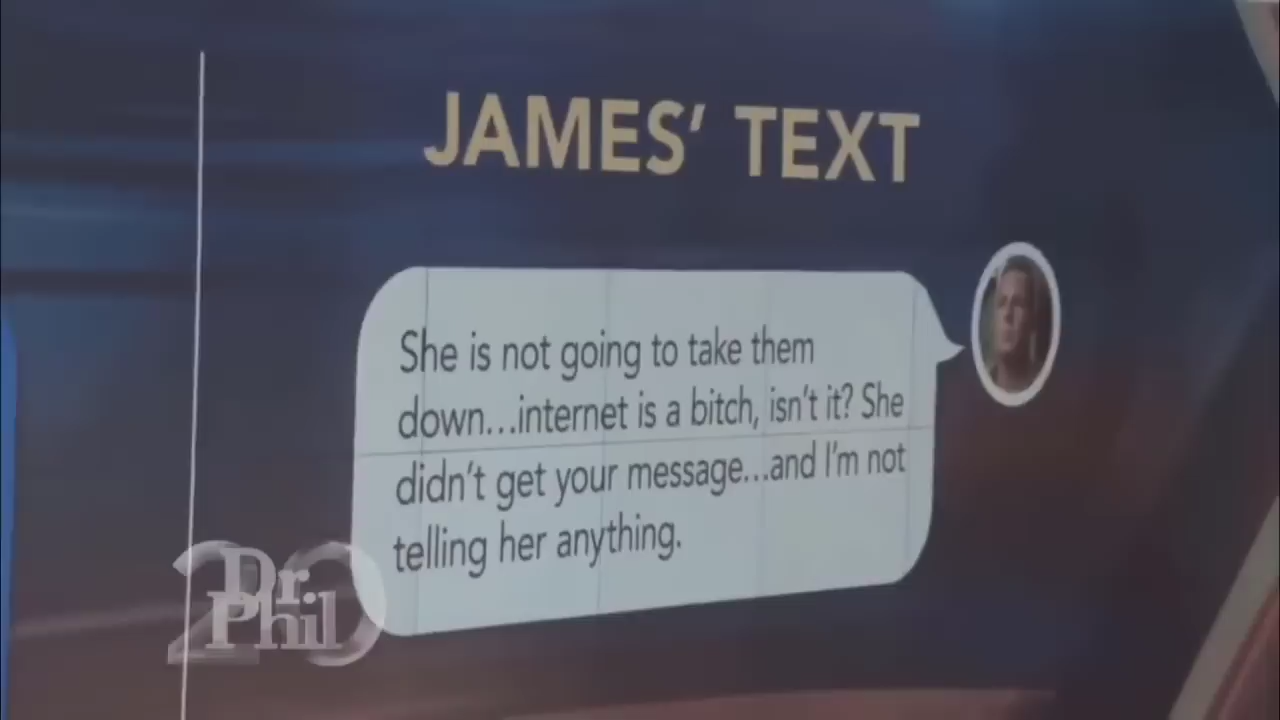 JAMES' TEXT
She is not going to take them
down...internet is a bitch, isn't it? She
didn't get your message...and I'm not
telling her anything.
20
Dr.
Phil